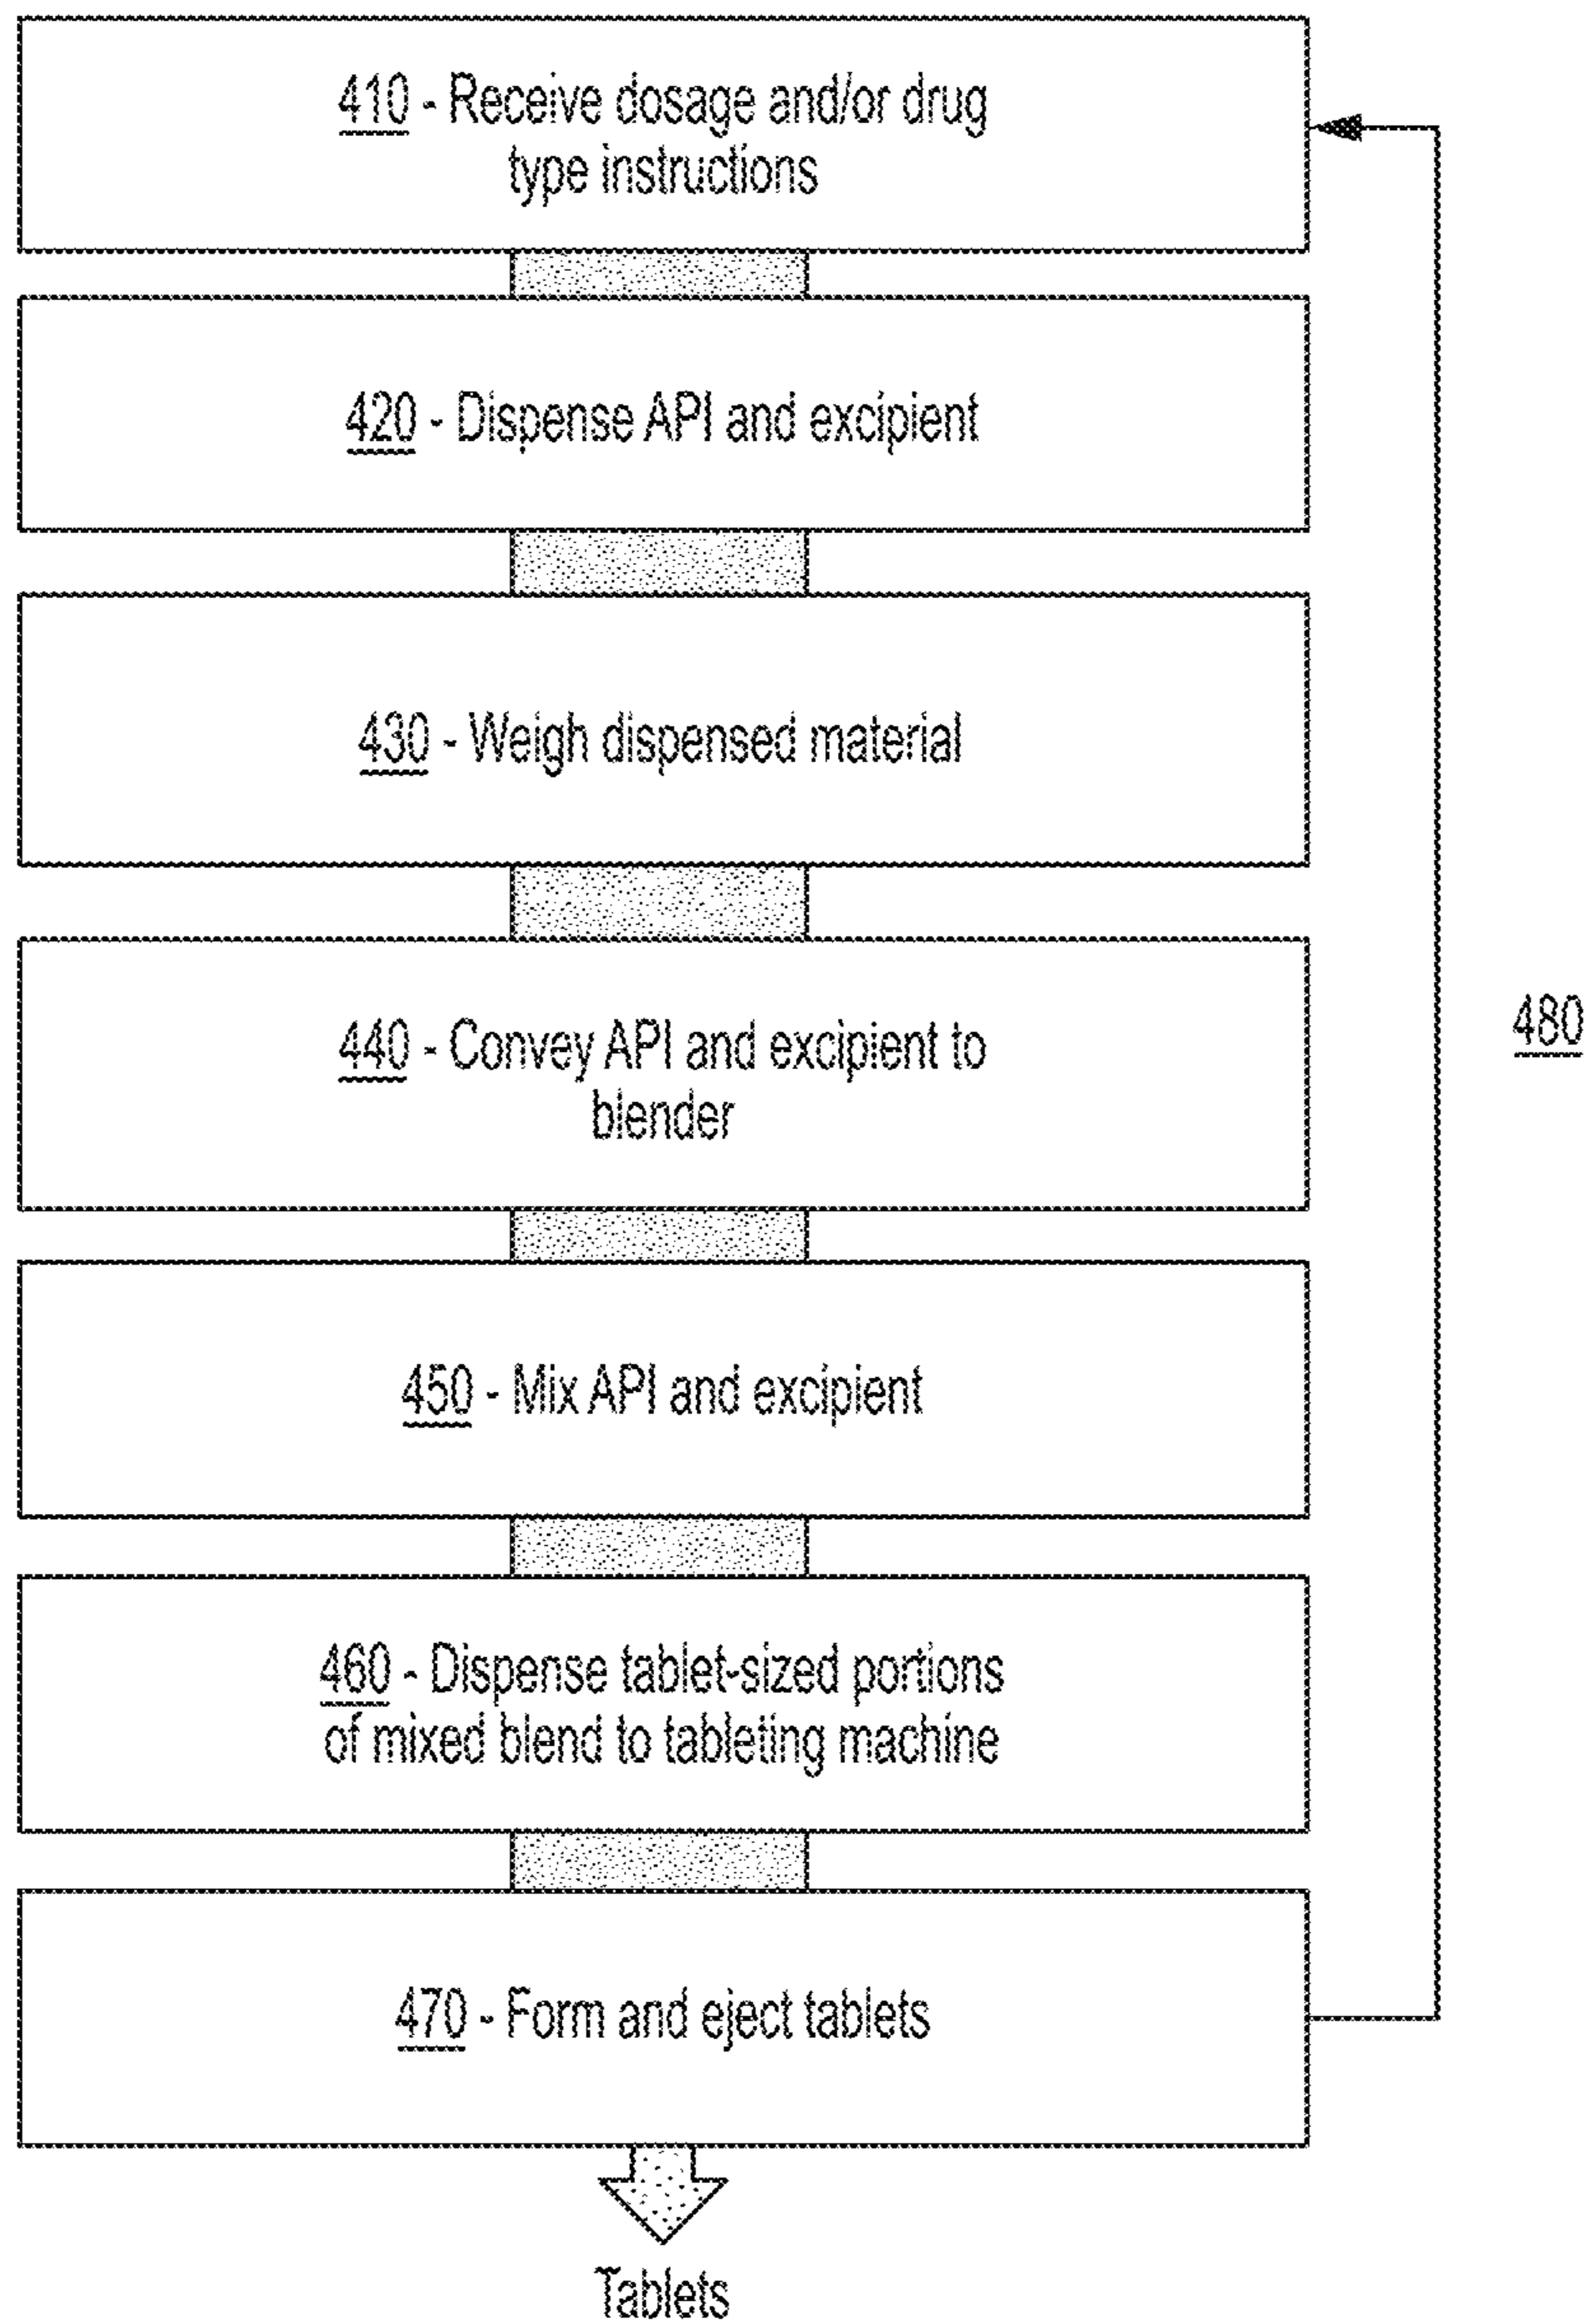 410 - Receive dosage and/or drug
type instructions
420 - Dispense API and excipient
430 - Weigh dispensed material
440 - Convey API and excipient to
blender
480
450 - Mix API and excipient
460 - Dispense tablet-sized portions
of mixed blend to tableting machine
470 - Form and eject tablets
Tablets